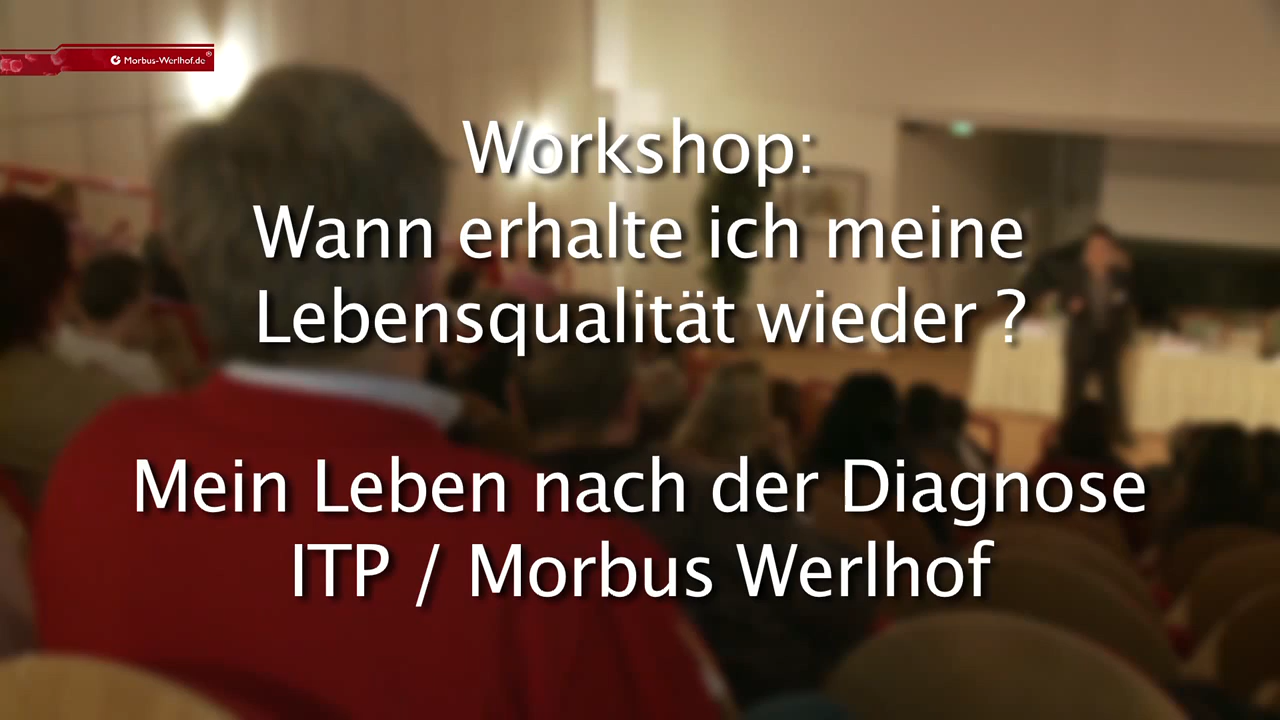 Morbus-Werlhof.de®
Workshop:
Wann erhalte ich meine
Lebensqualität wieder ?
Mein Leben nach der Diagnose
ITP / Morbus Werlhof